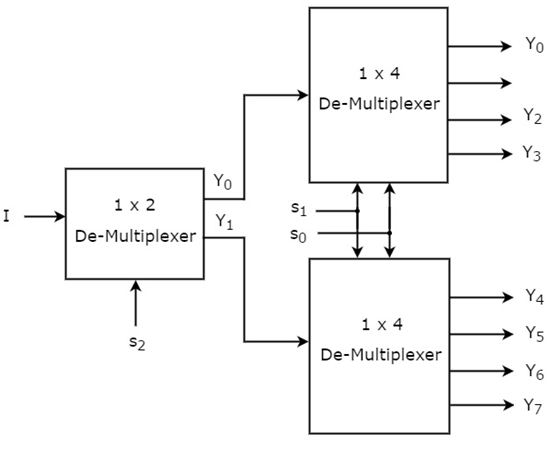 I
1 x 2
De-Multiplexer
s₂
Y₀
Y₁
1 x 4
De-Multiplexer
Y₀
Y₂
Y₃
s₁
s₀
1 x 4
De-Multiplexer
Y₄
Y₅
Y₆
Y₇